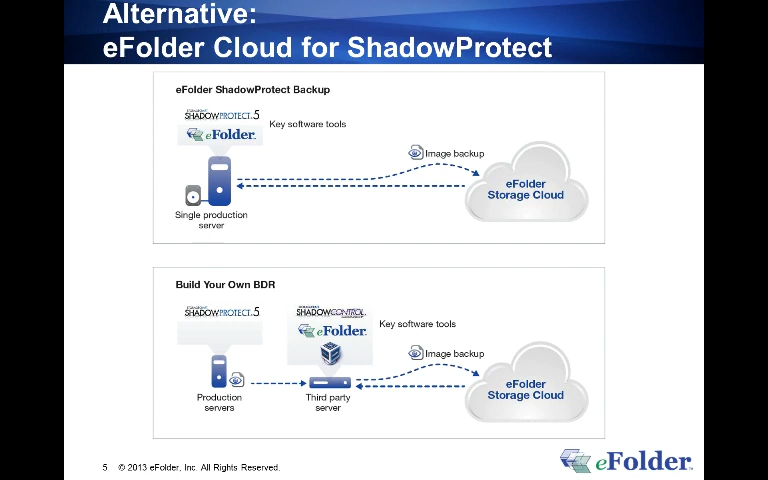 Alternative:
eFolder Cloud for ShadowProtect
eFolder ShadowProtect Backup
SHADOWPROTECT 5
eFolder
Key software tools
Image backup
eFolder
Storage Cloud
Single production
server
Build Your Own BDR
SHADOWPROTECT 5
SHADOWCONTROL
eFolder
Key software tools
Image backup
eFolder
Storage Cloud
Production
servers
Third party
server
5 © 2013 eFolder, Inc. All Rights Reserved.
eFolder